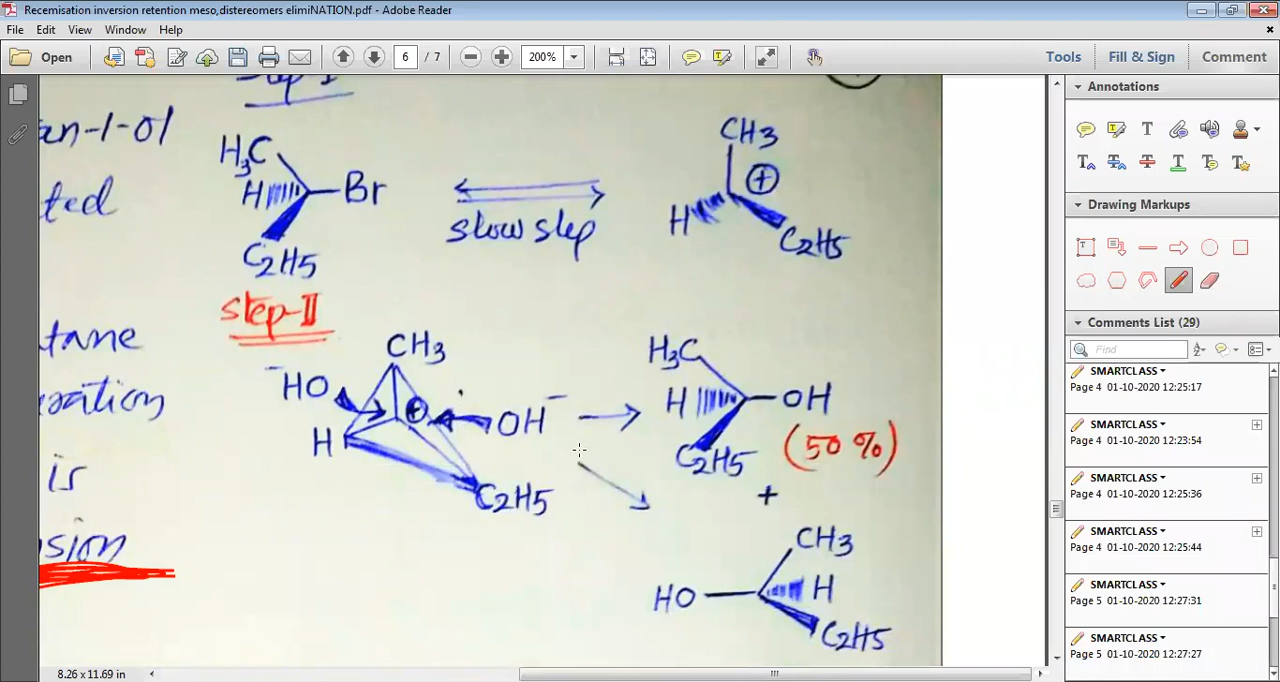 Recemisation inversion retention meso,distereomers elimiNATION.pdf - Adobe Reader
File Edit View Window Help
Open 6 / 7 200% Tools Fill & Sign Comment
Annotations
Drawing Markups
Comments List (29)
Find
SMARTCLASS
Page 4 01-10-2020 12:25:17
SMARTCLASS
Page 4 01-10-2020 12:23:54
SMARTCLASS
Page 4 01-10-2020 12:25:36
SMARTCLASS
Page 4 01-10-2020 12:25:44
SMARTCLASS
Page 5 01-10-2020 12:27:31
SMARTCLASS
Page 5 01-10-2020 12:27:27
an-1-ol
ted
H3C
H Br
C2H5
slow step
CH3
+
H
C2H5
step-II
tane
CH3
-HO
+
OH-
H
C2H5
is
sion
H3C
H OH
C2H5
(50 %)
+
CH3
HO H
C2H5
8.26 x 11.69 in